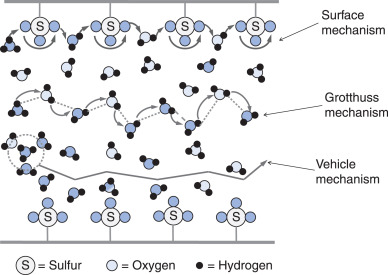 S S S S
Surface
mechanism
Grotthuss
mechanism
Vehicle
mechanism
S S S S
S = Sulfur = Oxygen = Hydrogen